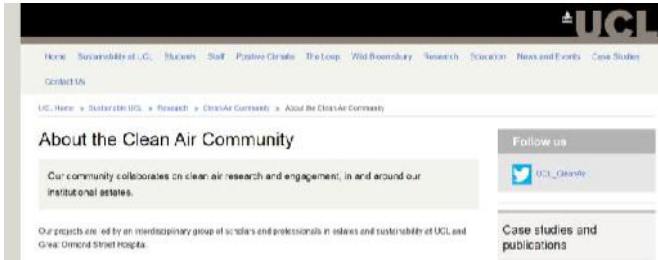 UCL
Home Sustainability at UCL Students Staff Positive Climate The Loop Wild Bloomsbury Research Education News and Events Case Studies
Contact Us
UCL Home » Sustainable UCL » Research » Clean Air Community » About the Clean Air Community
About the Clean Air Community
Our community collaborates on clean air research and engagement, in and around our
institutional estates.
Our projects are led by an interdisciplinary group of scholars and professionals in estates and sustainability at UCL and
Great Ormond Street Hospital.
Follow us
UCL_CleanAir
Case studies and
publications